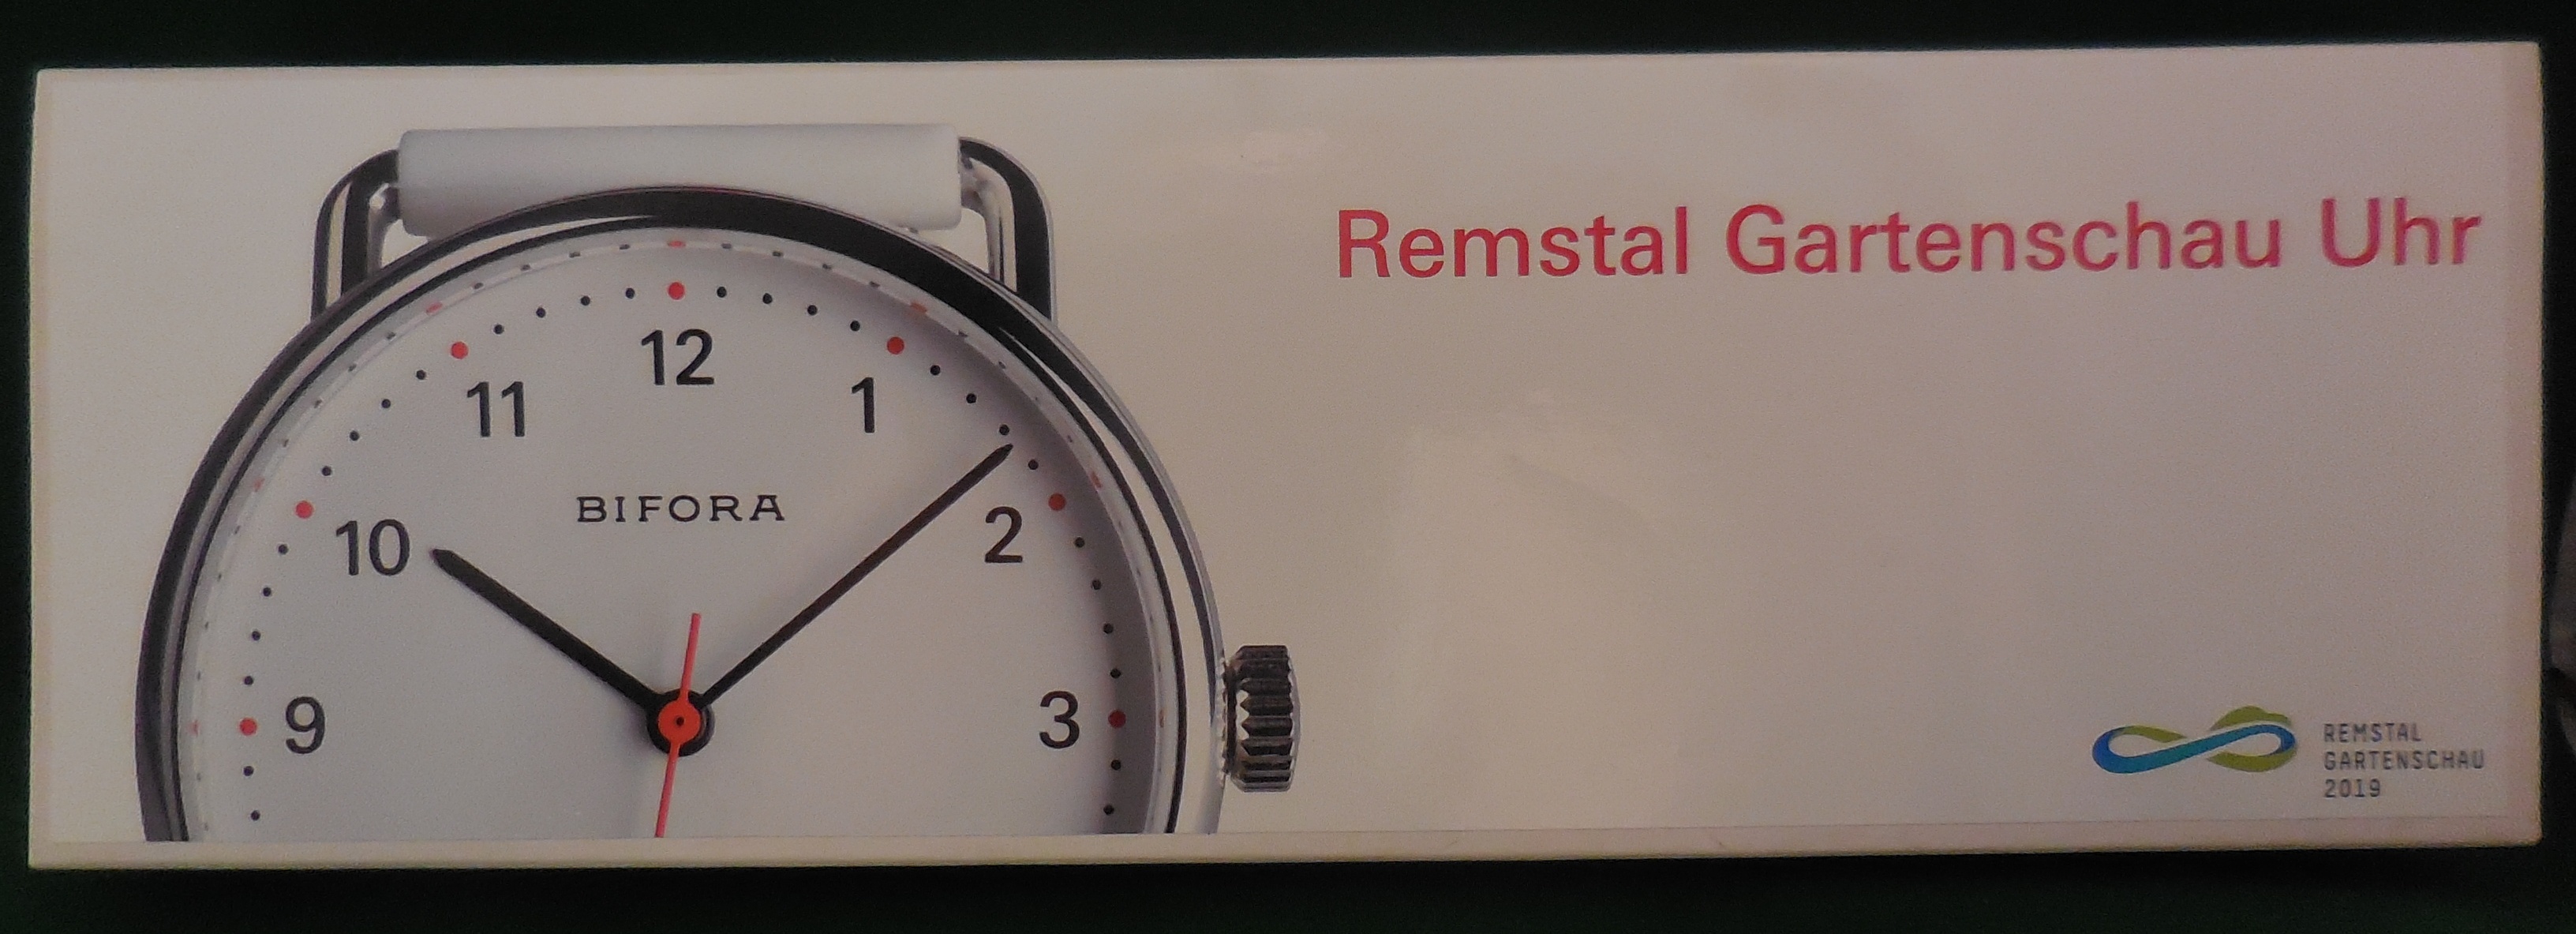 Remstal Gartenschau Uhr
12
11
1
BIFORA
10
2
9
3
REMSTAL
GARTENSCHAU
2019